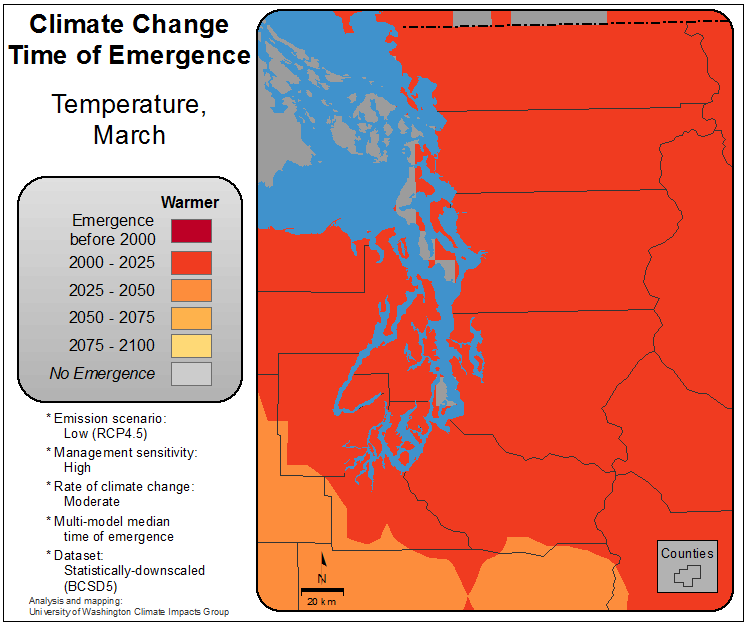 Climate Change
Time of Emergence
Temperature,
March
Warmer
Emergence
before 2000
2000 - 2025
2025 - 2050
2050 - 2075
2075 - 2100
No Emergence
* Emission scenario:
Low (RCP4.5)
* Management sensitivity:
High
* Rate of climate change:
Moderate
* Multi-model median
time of emergence
* Dataset:
Statistically-downscaled
(BCSD5)
Analysis and mapping:
University of Washington Climate Impacts Group
N
20 km
Counties